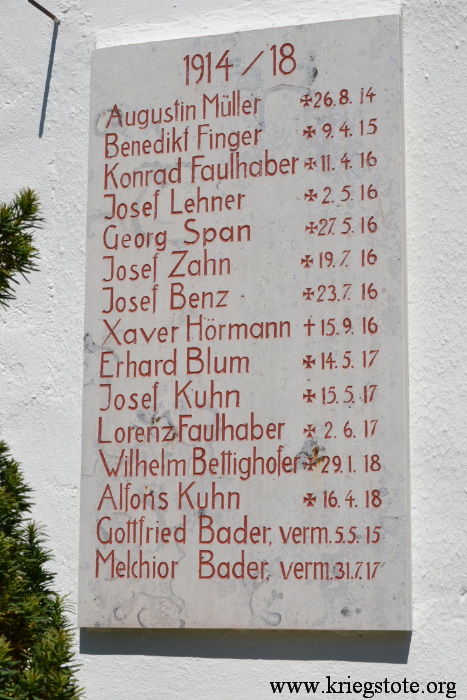 1914/18
Augustin Müller ✠26.8.14
Benedikt Finger ✠9.4.15
Konrad Faulhaber ✠11.4.16
Josef Lehner ✠2.5.16
Georg Span ✠27.5.16
Josef Zahn ✠19.7.16
Josef Benz ✠23.7.16
Xaver Hörmann ✝15.9.16
Erhard Blum ✠14.5.17
Josef Kuhn ✠15.5.17
Lorenz Faulhaber ✠2.6.17
Wilhelm Bettighofer ✠29.1.18
Alfons Kuhn ✠16.4.18
Gottfried Bader, verm. 5.5.15
Melchior Bader, verm. 31.7.17
www.kriegstote.org